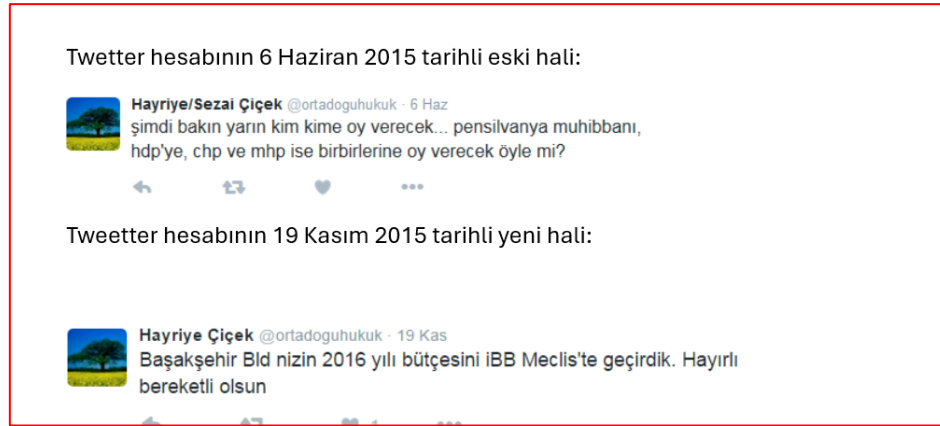 Twetter hesabının 6 Haziran 2015 tarihli eski hali:
Hayriye/Sezai Çiçek @ortadoguhukuk · 6 Haz
şimdi bakın yarın kim kime oy verecek... pensilvanya muhibbanı,
hdp'ye, chp ve mhp ise birbirlerine oy verecek öyle mi?
Tweetter hesabının 19 Kasım 2015 tarihli yeni hali:
Hayriye Çiçek @ortadoguhukuk · 19 Kas
Başakşehir Bld nizin 2016 yılı bütçesini iBB Meclis'te geçirdik. Hayırlı
bereketli olsun